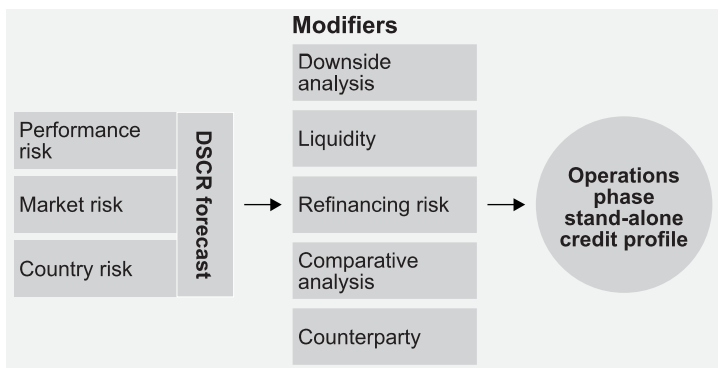 Performance
risk
Market risk
Country risk
DSCR forecast
Modifiers
Downside
analysis
Liquidity
Refinancing risk
Comparative
analysis
Counterparty
Operations
phase
stand-alone
credit profile